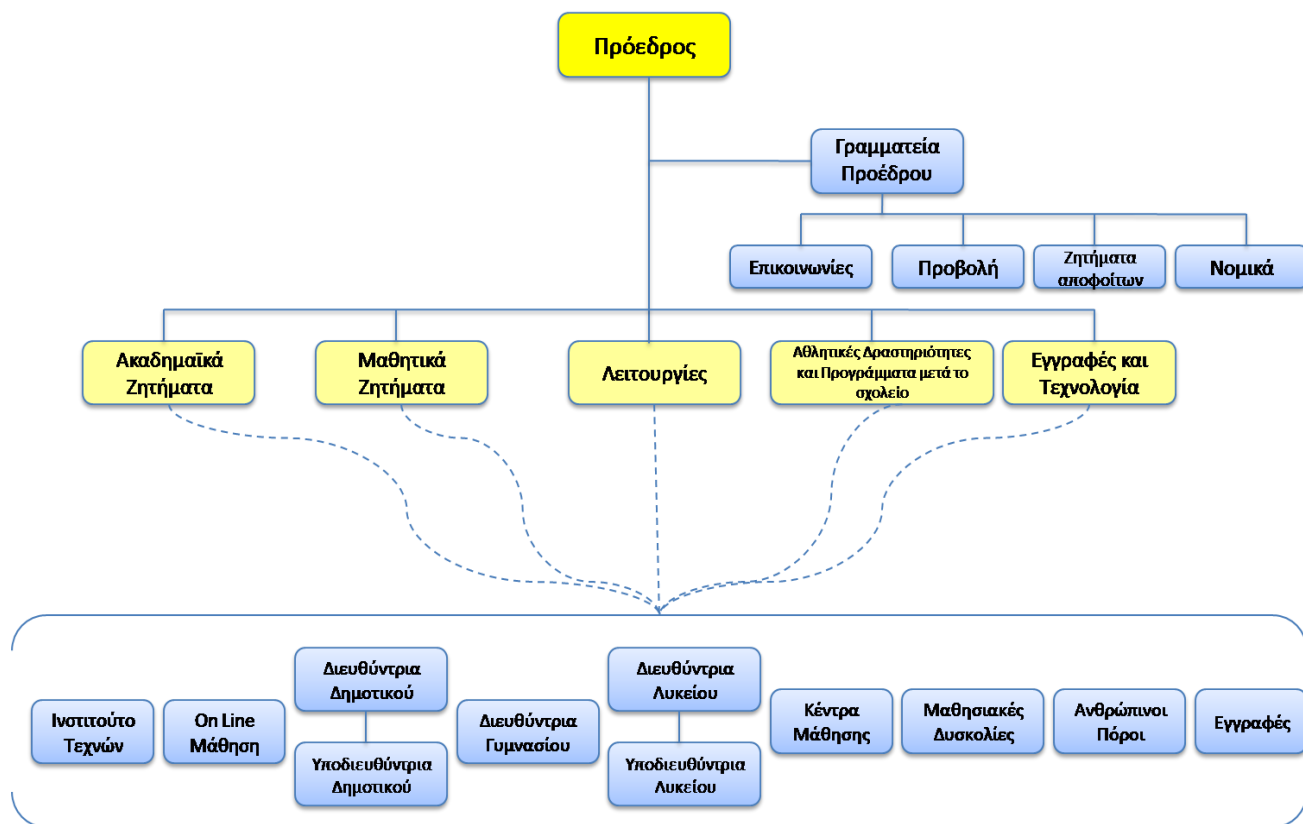 Πρόεδρος
Γραμματεία
Προέδρου
Επικοινωνίες
Προβολή
Ζητήματα
αποφοίτων
Νομικά
Ακαδημαϊκά
Ζητήματα
Μαθητικά
Ζητήματα
Λειτουργίες
Αθλητικές Δραστηριότητες
και Προγράμματα μετά το
σχολείο
Εγγραφές και
Τεχνολογία
Ινστιτούτο
Τεχνών
On Line
Μάθηση
Διευθύντρια
Δημοτικού
Υποδιευθύντρια
Δημοτικού
Διευθύντρια
Γυμνασίου
Διευθύντρια
Λυκείου
Υποδιευθύντρια
Λυκείου
Κέντρα
Μάθησης
Μαθησιακές
Δυσκολίες
Ανθρώπινοι
Πόροι
Εγγραφές